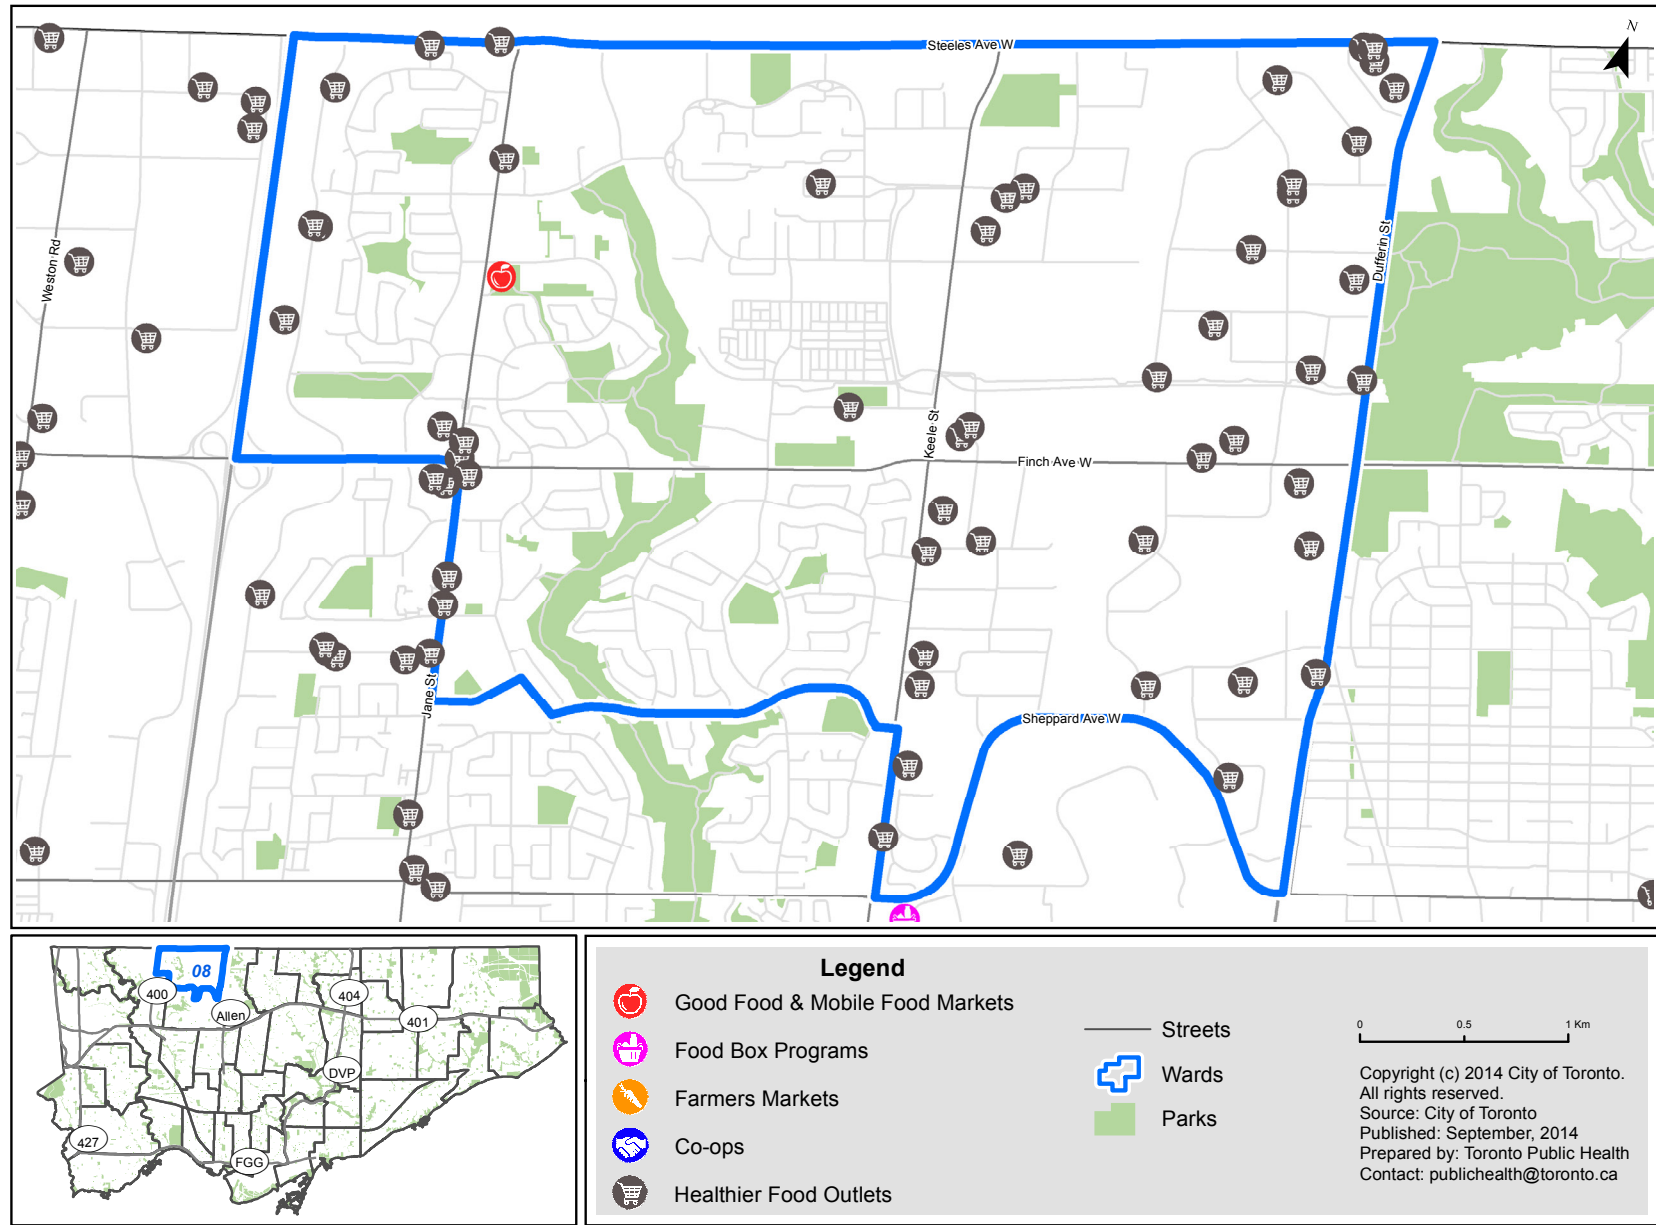 N
Steeles Ave W
Weston Rd
Dufferin St
Keele St
Finch Ave W
Jane St
Sheppard Ave W
08
400
404
Allen
401
DVP
427
FGG
Legend
Good Food & Mobile Food Markets
Food Box Programs
Farmers Markets
Co-ops
Healthier Food Outlets
Streets
Wards
Parks
0 0.5 1 Km
Copyright (c) 2014 City of Toronto.
All rights reserved.
Source: City of Toronto
Published: September, 2014
Prepared by: Toronto Public Health
Contact: publichealth@toronto.ca